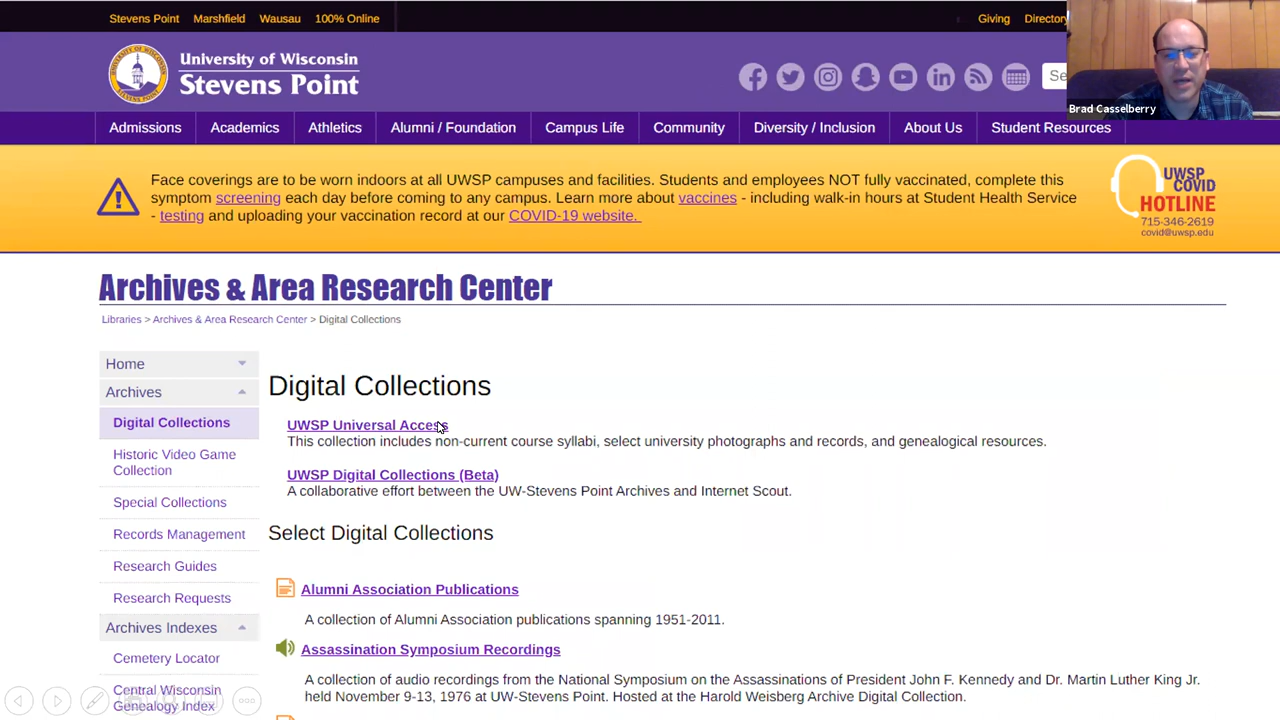 Stevens Point Marshfield Wausau 100% Online Giving Directory
University of Wisconsin
Stevens Point
Se
Brad Casselberry
Admissions Academics Athletics Alumni / Foundation Campus Life Community Diversity / Inclusion About Us Student Resources
Face coverings are to be worn indoors at all UWSP campuses and facilities. Students and employees NOT fully vaccinated, complete this
symptom screening each day before coming to any campus. Learn more about vaccines - including walk-in hours at Student Health Service
- testing and uploading your vaccination record at our COVID-19 website.
UWSP
COVID
HOTLINE
715-346-2619
covid@uwsp.edu
Archives & Area Research Center
Libraries > Archives & Area Research Center > Digital Collections
Home
Archives
Digital Collections
Historic Video Game
Collection
Special Collections
Records Management
Research Guides
Research Requests
Archives Indexes
Cemetery Locator
Central Wisconsin
Genealogy Index
Digital Collections
UWSP Universal Access
This collection includes non-current course syllabi, select university photographs and records, and genealogical resources.
UWSP Digital Collections (Beta)
A collaborative effort between the UW-Stevens Point Archives and Internet Scout.
Select Digital Collections
Alumni Association Publications
A collection of Alumni Association publications spanning 1951-2011.
Assassination Symposium Recordings
A collection of audio recordings from the National Symposium on the Assassinations of President John F. Kennedy and Dr. Martin Luther King Jr.
held November 9-13, 1976 at UW-Stevens Point. Hosted at the Harold Weisberg Archive Digital Collection.